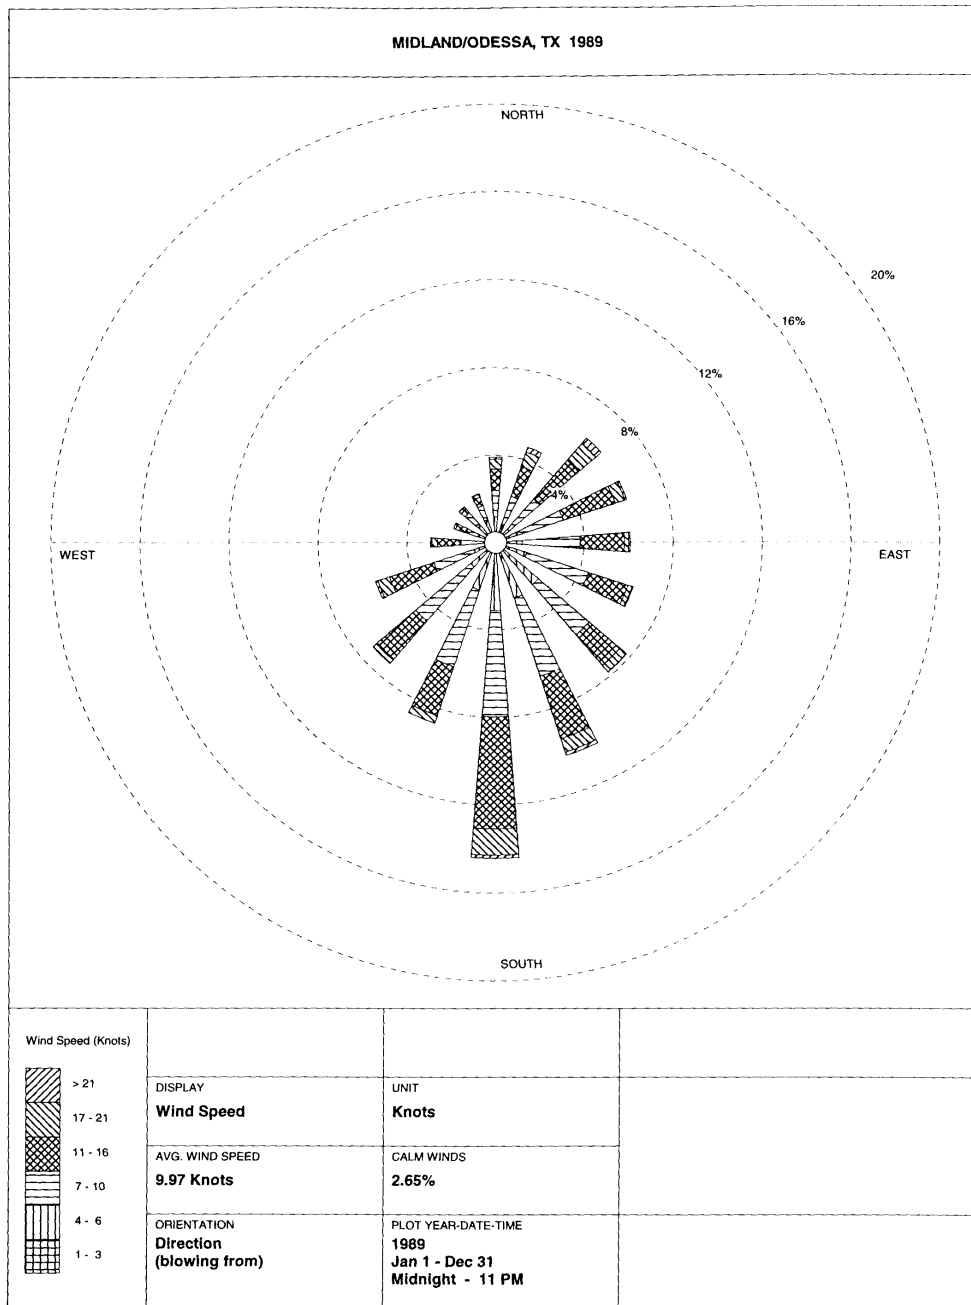 MIDLAND/ODESSA, TX 1989
NORTH
20%
16%
12%
8%
4%
WEST
EAST
SOUTH
Wind Speed (Knots)
> 21
17 - 21
11 - 16
7 - 10
4 - 6
1 - 3
DISPLAY
Wind Speed
UNIT
Knots
AVG. WIND SPEED
9.97 Knots
CALM WINDS
2.65%
ORIENTATION
Direction
(blowing from)
PLOT YEAR-DATE-TIME
1989
Jan 1 - Dec 31
Midnight - 11 PM